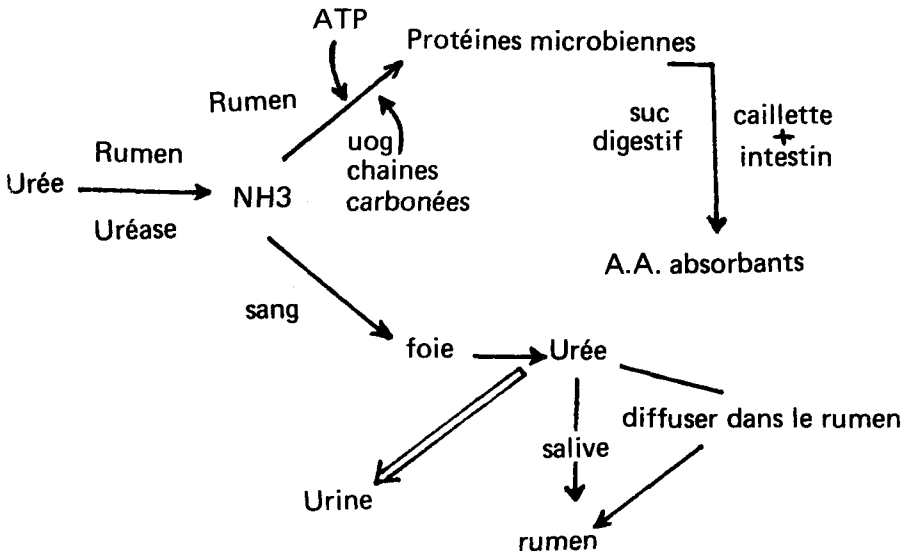 ATP
Protéines microbiennes
Rumen
suc
digestif
caillette
+
intestin
uog
chaines
carbonées
Rumen
Urée
NH3
Uréase
A.A. absorbants
sang
foie
Urée
diffuser dans le rumen
salive
Urine
rumen